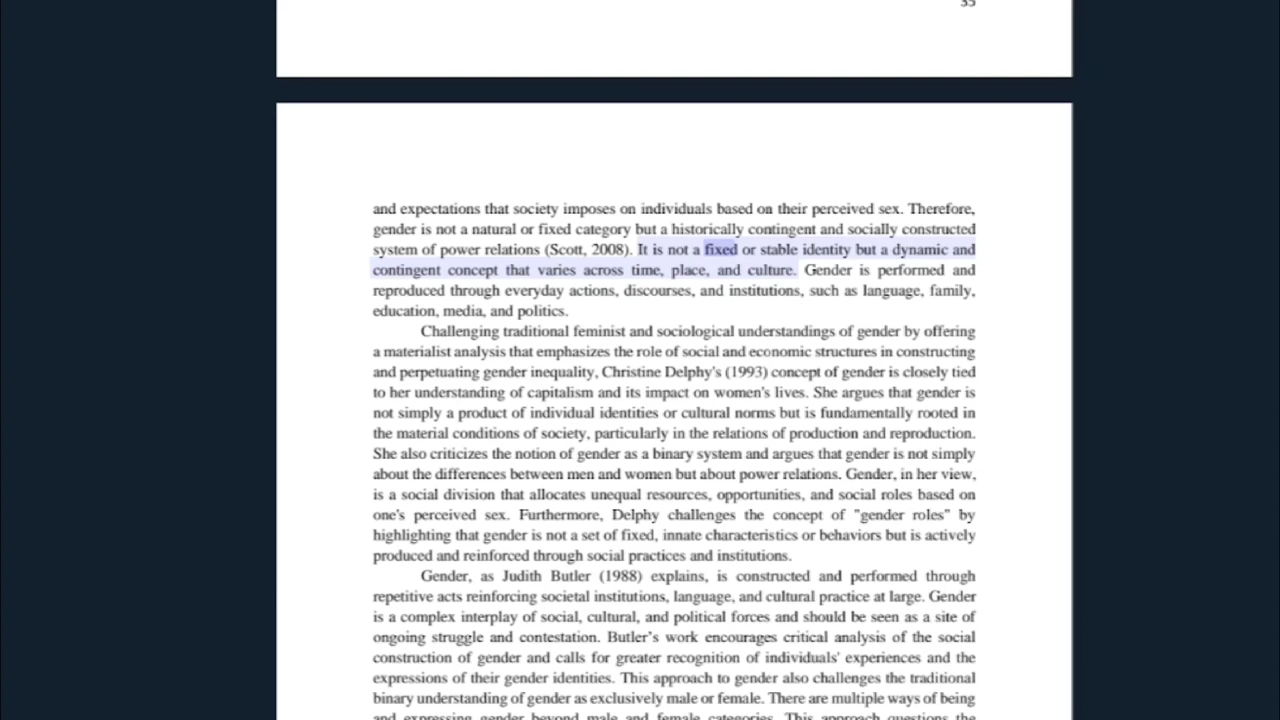 35
and expectations that society imposes on individuals based on their perceived sex. Therefore,
gender is not a natural or fixed category but a historically contingent and socially constructed
system of power relations (Scott, 2008). It is not a fixed or stable identity but a dynamic and
contingent concept that varies across time, place, and culture. Gender is performed and
reproduced through everyday actions, discourses, and institutions, such as language, family,
education, media, and politics.
Challenging traditional feminist and sociological understandings of gender by offering
a materialist analysis that emphasizes the role of social and economic structures in constructing
and perpetuating gender inequality, Christine Delphy's (1993) concept of gender is closely tied
to her understanding of capitalism and its impact on women's lives. She argues that gender is
not simply a product of individual identities or cultural norms but is fundamentally rooted in
the material conditions of society, particularly in the relations of production and reproduction.
She also criticizes the notion of gender as a binary system and argues that gender is not simply
about the differences between men and women but about power relations. Gender, in her view,
is a social division that allocates unequal resources, opportunities, and social roles based on
one's perceived sex. Furthermore, Delphy challenges the concept of "gender roles" by
highlighting that gender is not a set of fixed, innate characteristics or behaviors but is actively
produced and reinforced through social practices and institutions.
Gender, as Judith Butler (1988) explains, is constructed and performed through
repetitive acts reinforcing societal institutions, language, and cultural practice at large. Gender
is a complex interplay of social, cultural, and political forces and should be seen as a site of
ongoing struggle and contestation. Butler’s work encourages critical analysis of the social
construction of gender and calls for greater recognition of individuals' experiences and the
expressions of their gender identities. This approach to gender also challenges the traditional
binary understanding of gender as exclusively male or female. There are multiple ways of being
and expressing gender beyond male and female categories. This approach questions the